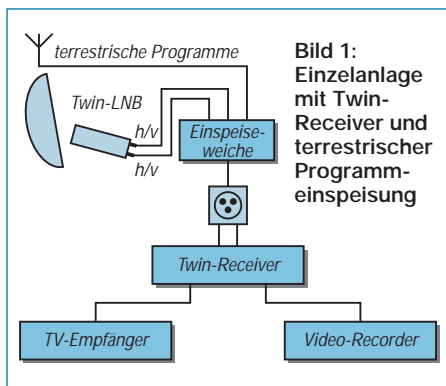 terrestrische Programme
Twin-LNB
h/v
h/v
Einspeise-
weiche
Twin-Receiver
TV-Empfänger
Video-Recorder
Bild 1:
Einzelanlage
mit Twin-
Receiver und
terrestrischer
Programm-
einspeisung